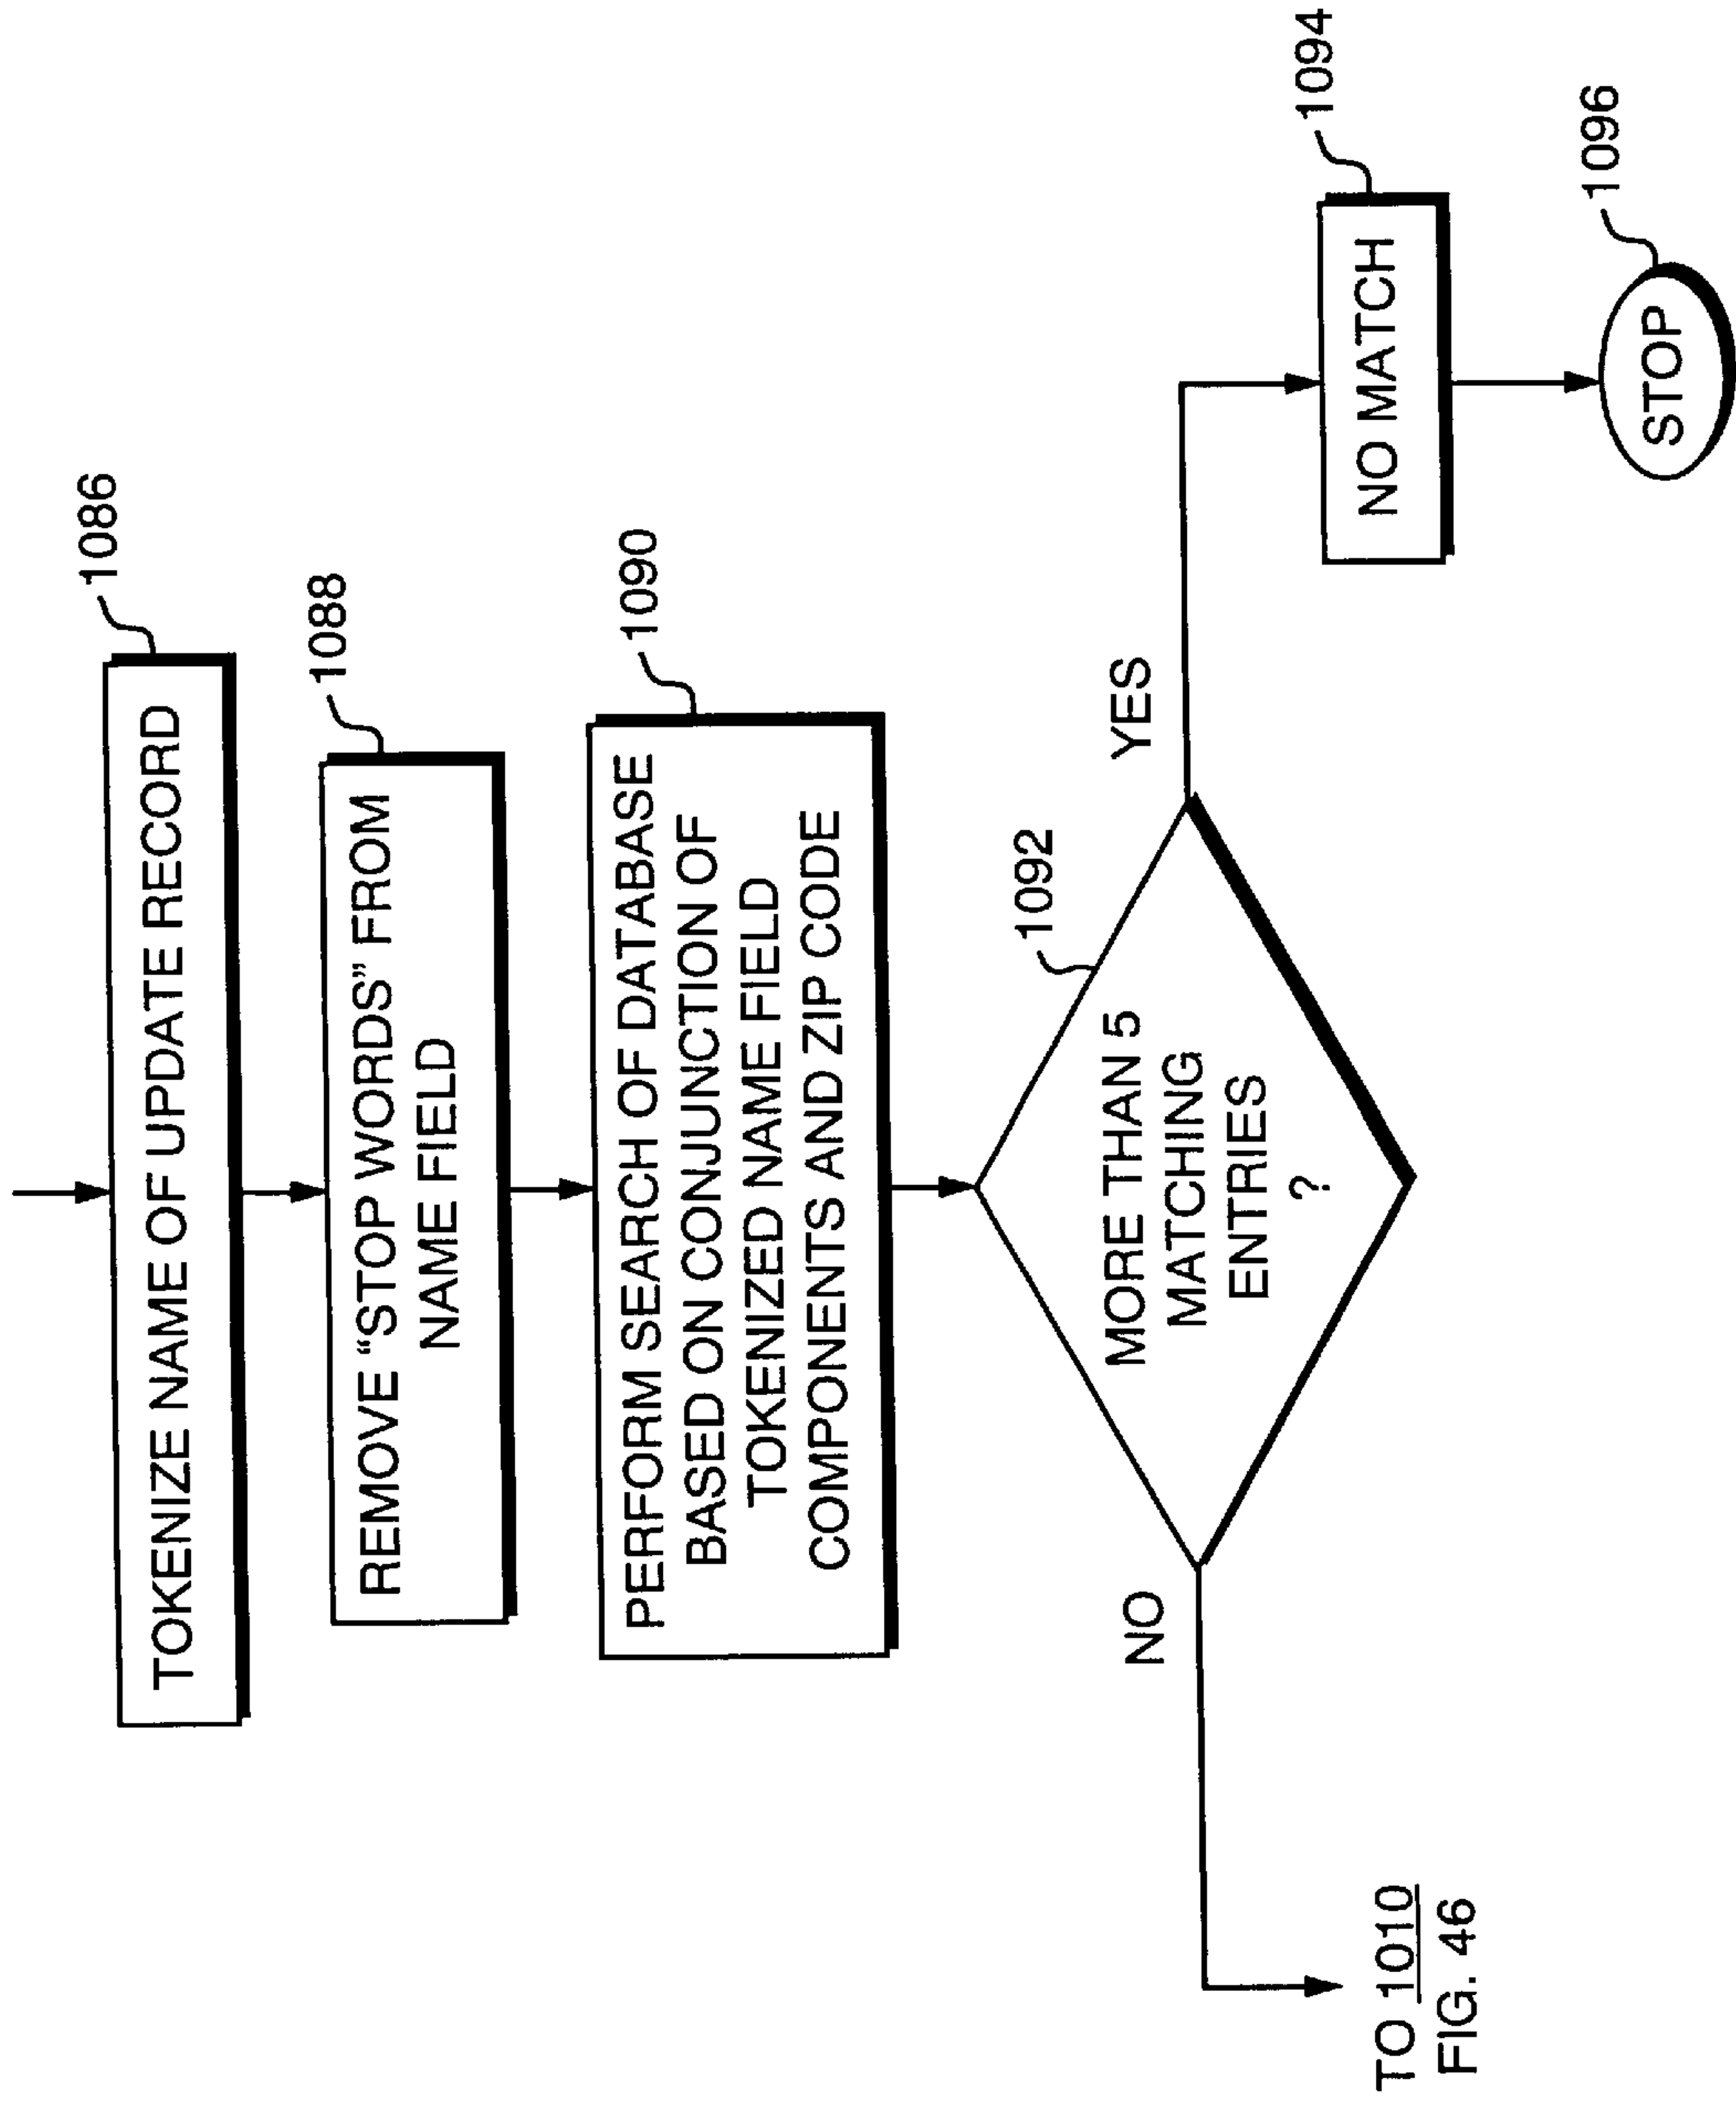 1086
TOKENIZE NAME OF UPDATE RECORD
1088
REMOVE “STOP WORDS” FROM
NAME FIELD
1090
PERFORM SEARCH OF DATABASE
BASED ON CONJUNCTION OF
TOKENIZED NAME FIELD
COMPONENTS AND ZIP CODE
1092
MORE THAN 5
MATCHING
ENTRIES
?
NO
YES
TO 1010
FIG. 46
1094
NO MATCH
1096
STOP